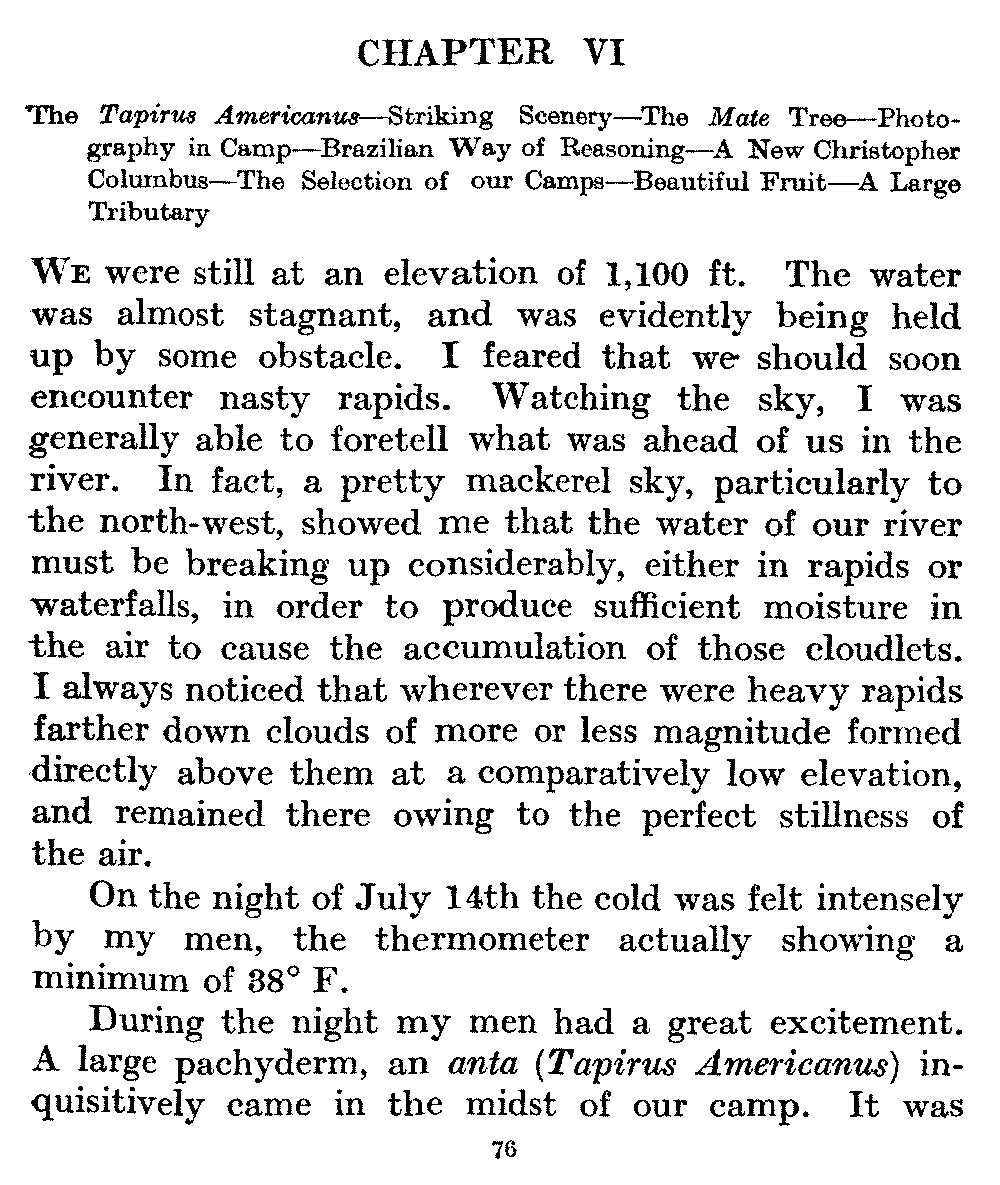 CHAPTER VI
The Tapirus Americanus—Striking Scenery—The Mate Tree—Photo-
graphy in Camp—Brazilian Way of Reasoning—A New Christopher
Columbus—The Selection of our Camps—Beautiful Fruit—A Large
Tributary
WE were still at an elevation of 1,100 ft. The water
was almost stagnant, and was evidently being held
up by some obstacle. I feared that we should soon
encounter nasty rapids. Watching the sky, I was
generally able to foretell what was ahead of us in the
river. In fact, a pretty mackerel sky, particularly to
the north-west, showed me that the water of our river
must be breaking up considerably, either in rapids or
waterfalls, in order to produce sufficient moisture in
the air to cause the accumulation of those cloudlets.
I always noticed that wherever there were heavy rapids
farther down clouds of more or less magnitude formed
directly above them at a comparatively low elevation,
and remained there owing to the perfect stillness of
the air.
On the night of July 14th the cold was felt intensely
by my men, the thermometer actually showing a
minimum of 38° F.
During the night my men had a great excitement.
A large pachyderm, an anta (Tapirus Americanus) in-
quisitively came in the midst of our camp. It was
76